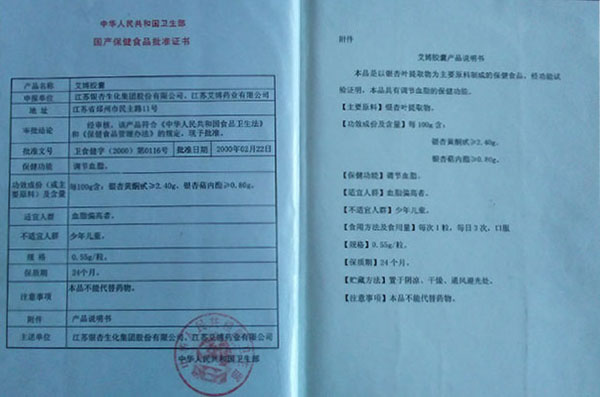 中华人民共和国卫生部
国产保健食品批准证书
产品名称 艾博胶囊
申报单位 江苏银杏生化集团股份有限公司、江苏艾博药业有限公司
地 址 江苏省邳州市民主路11号
审批结论 经审核，该产品符合《中华人民共和国食品卫生法》
和《保健食品管理办法》的规定，现予批准。
批准文号 卫食健字（2000）第0116号 批准日期 2000年02月22日
保健功能 调节血脂。
功效成份（或主
要原料）及含量 每100g含：银杏黄酮甙≥2.40g、银杏萜内酯≥0.80g。
适宜人群 血脂偏高者。
不适宜人群 少年儿童。
规 格 0.55g/粒。
保质期 24个月。
注意事项 本品不能代替药物。
附件 产品说明书
主送单位 江苏银杏生化集团股份有限公司、江苏艾博药业有限公司
中华人民共和国卫生部
附件
艾博胶囊产品说明书
本品是以银杏叶提取物为主要原料制成的保健食品，经功能试
验证明，本品具有调节血脂的保健功能。
【主要原料】银杏叶提取物。
【功效成份及含量】每 100g含：
银杏黄酮甙≥2.40g、
银杏萜内酯≥0.80g。
【保健功能】调节血脂。
【适宜人群】血脂偏高者。
【不适宜人群】少年儿童。
【食用方法及食用量】每次1粒，每日3次，口服
【规格】0.55g/粒。
【保质期】24个月。
【贮藏方法】置于阴凉、干燥、通风避光处。
【注意事项】本品不能代替药物。